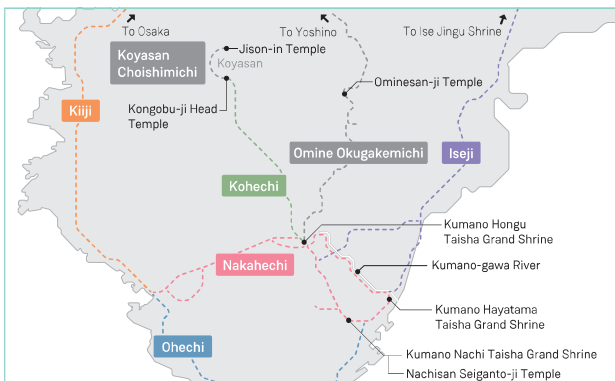 To Osaka
To Yoshino
To Ise Jingu Shrine
Koyasan
Choishimichi
Jison-in Temple
Koyasan
Ominesan-ji Temple
Kiiji
Kongobu-ji Head
Temple
Omine Okugakemichi
Iseji
Kohechi
Kumano Hongu
Taisha Grand Shrine
Nakahechi
Kumano-gawa River
Kumano Hayatama
Taisha Grand Shrine
Ohechi
Kumano Nachi Taisha Grand Shrine
Nachisan Seiganto-ji Temple